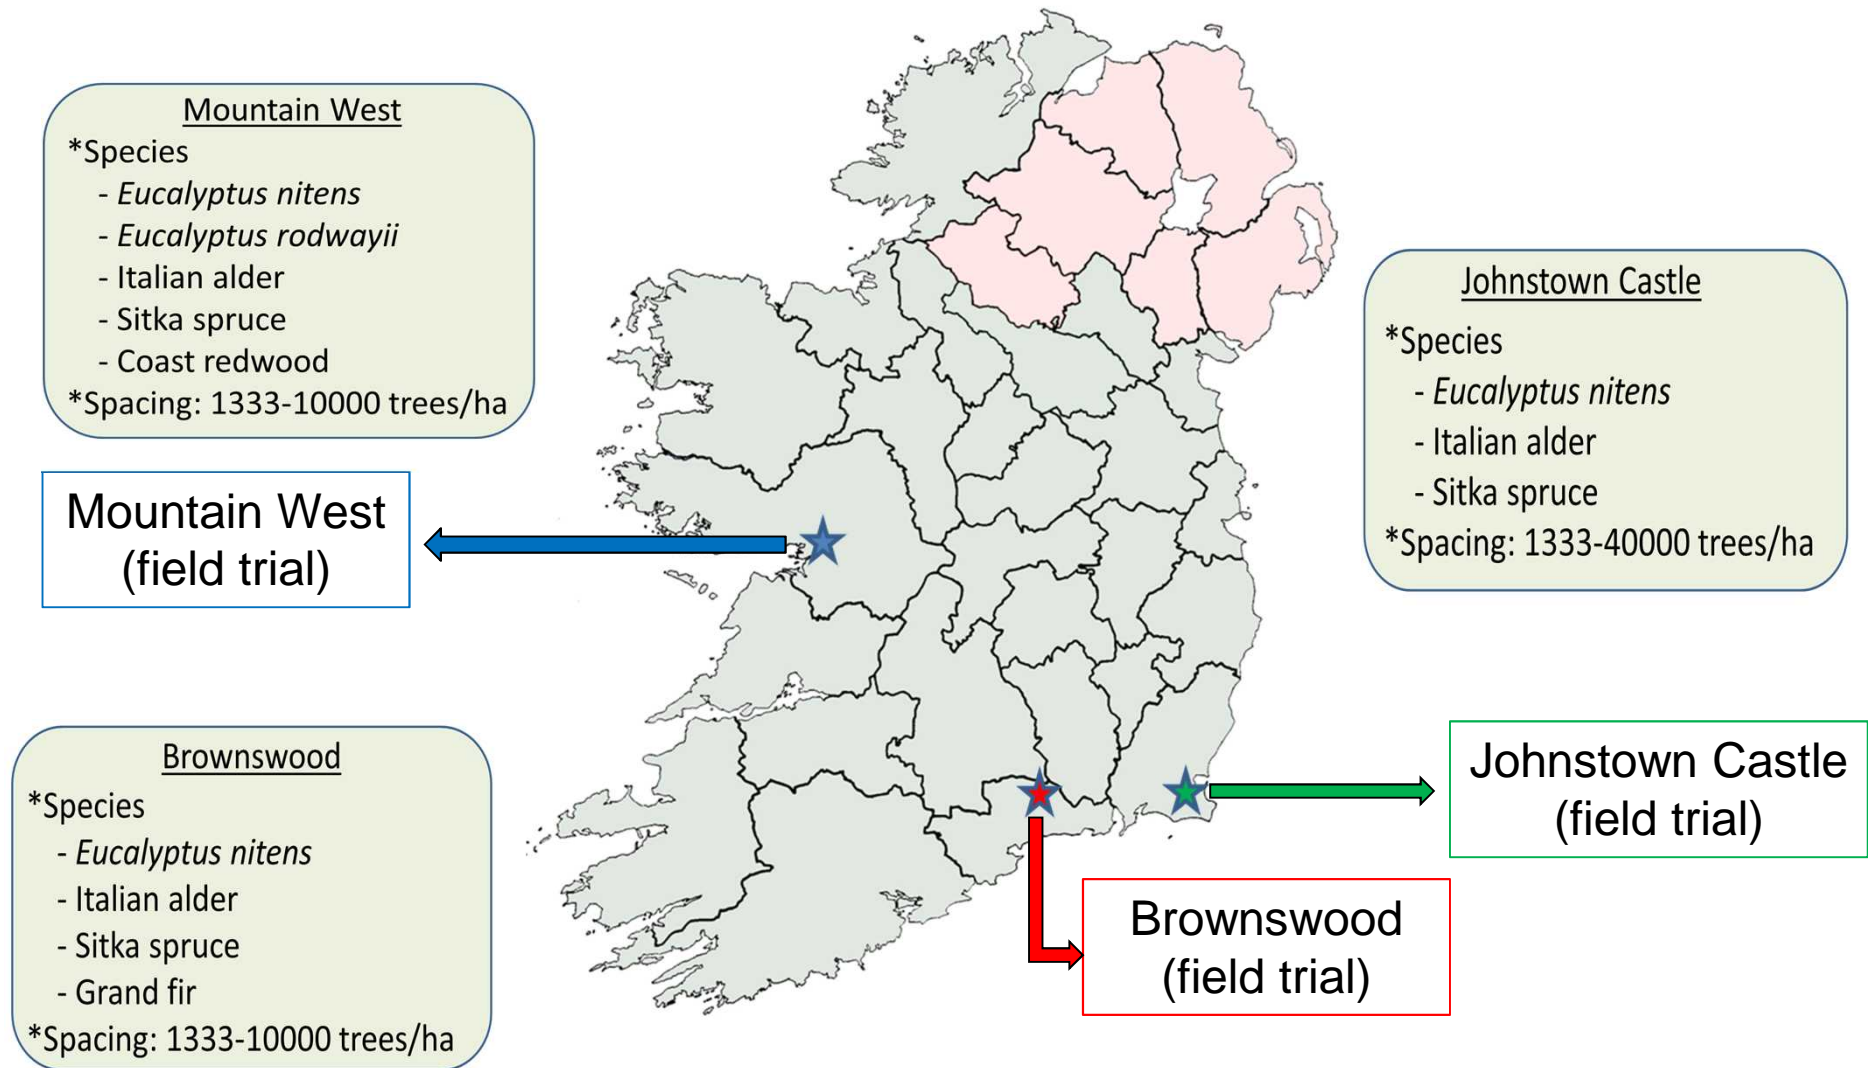 Mountain West
*Species
- Eucalyptus nitens
- Eucalyptus rodwayii
- Italian alder
- Sitka spruce
- Coast redwood
*Spacing: 1333-10000 trees/ha
Mountain West
(field trial)
Johnstown Castle
*Species
- Eucalyptus nitens
- Italian alder
- Sitka spruce
*Spacing: 1333-40000 trees/ha
Brownswood
*Species
- Eucalyptus nitens
- Italian alder
- Sitka spruce
- Grand fir
*Spacing: 1333-10000 trees/ha
Johnstown Castle
(field trial)
Brownswood
(field trial)